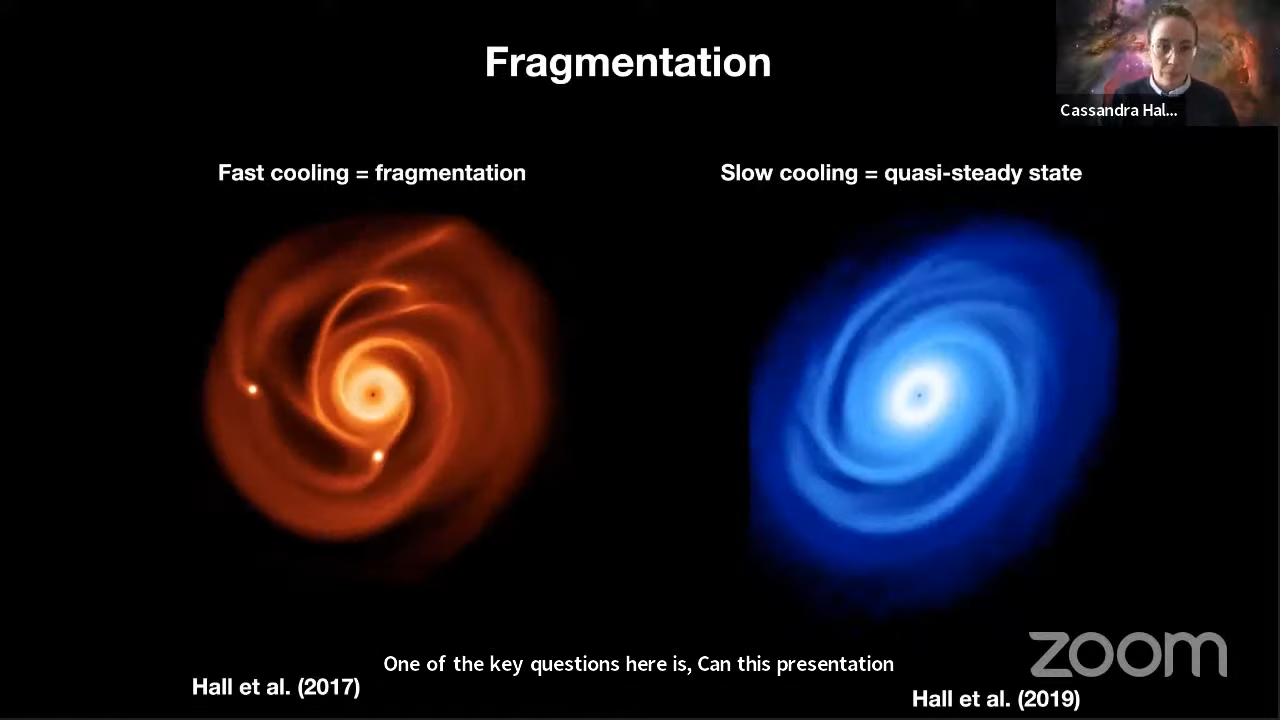 Fragmentation
Cassandra Hal...
Fast cooling = fragmentation
Slow cooling = quasi-steady state
One of the key questions here is, Can this presentation
zoom
Hall et al. (2017)
Hall et al. (2019)